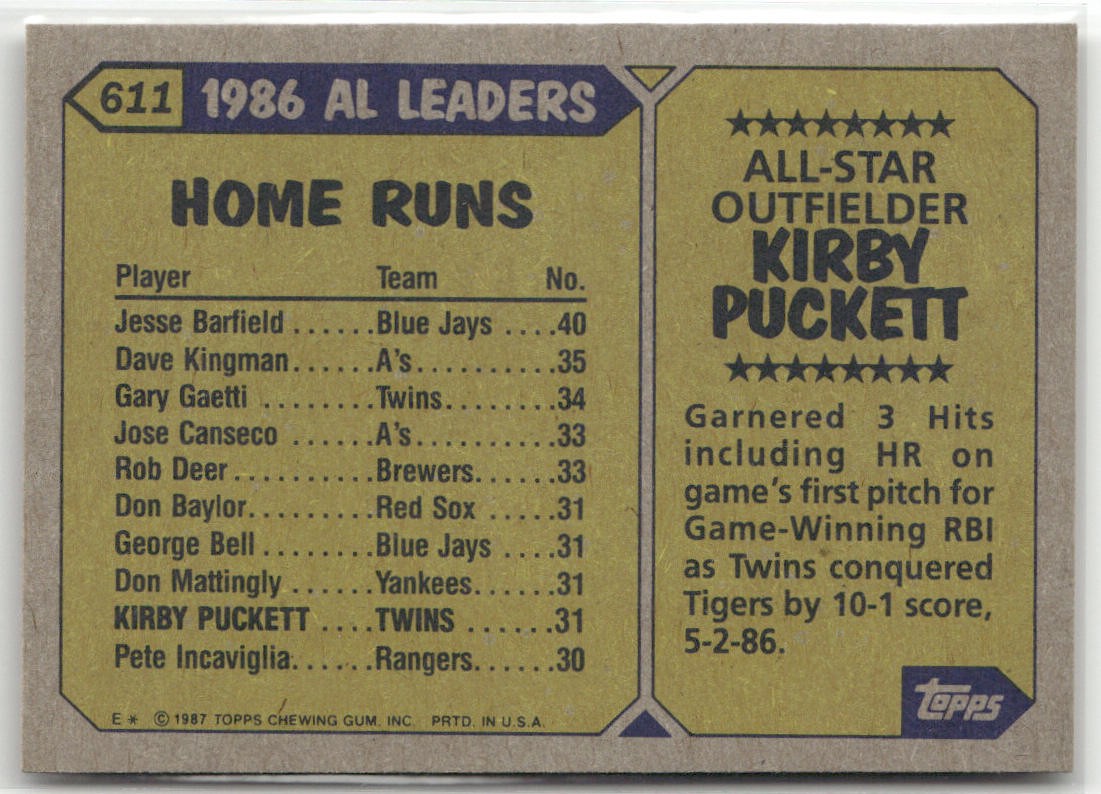 611 1986 AL LEADERS
HOME RUNS
Player Team No.
Jesse Barfield ......Blue Jays ....40
Dave Kingman......A's..........35
Gary Gaetti ........Twins.......34
Jose Canseco ......A's..........33
Rob Deer..........Brewers.....33
Don Baylor.........Red Sox .....31
George Bell ........Blue Jays ....31
Don Mattingly ......Yankees.....31
KIRBY PUCKETT ....TWINS ......31
Pete Incaviglia......Rangers......30
E * © 1987 TOPPS CHEWING GUM. INC. PRTD. IN U.S.A.
ALL-STAR
OUTFIELDER
KIRBY
PUCKETT
Garnered 3 Hits
including HR on
game's first pitch for
Game-Winning RBI
as Twins conquered
Tigers by 10-1 score,
5-2-86.
topps